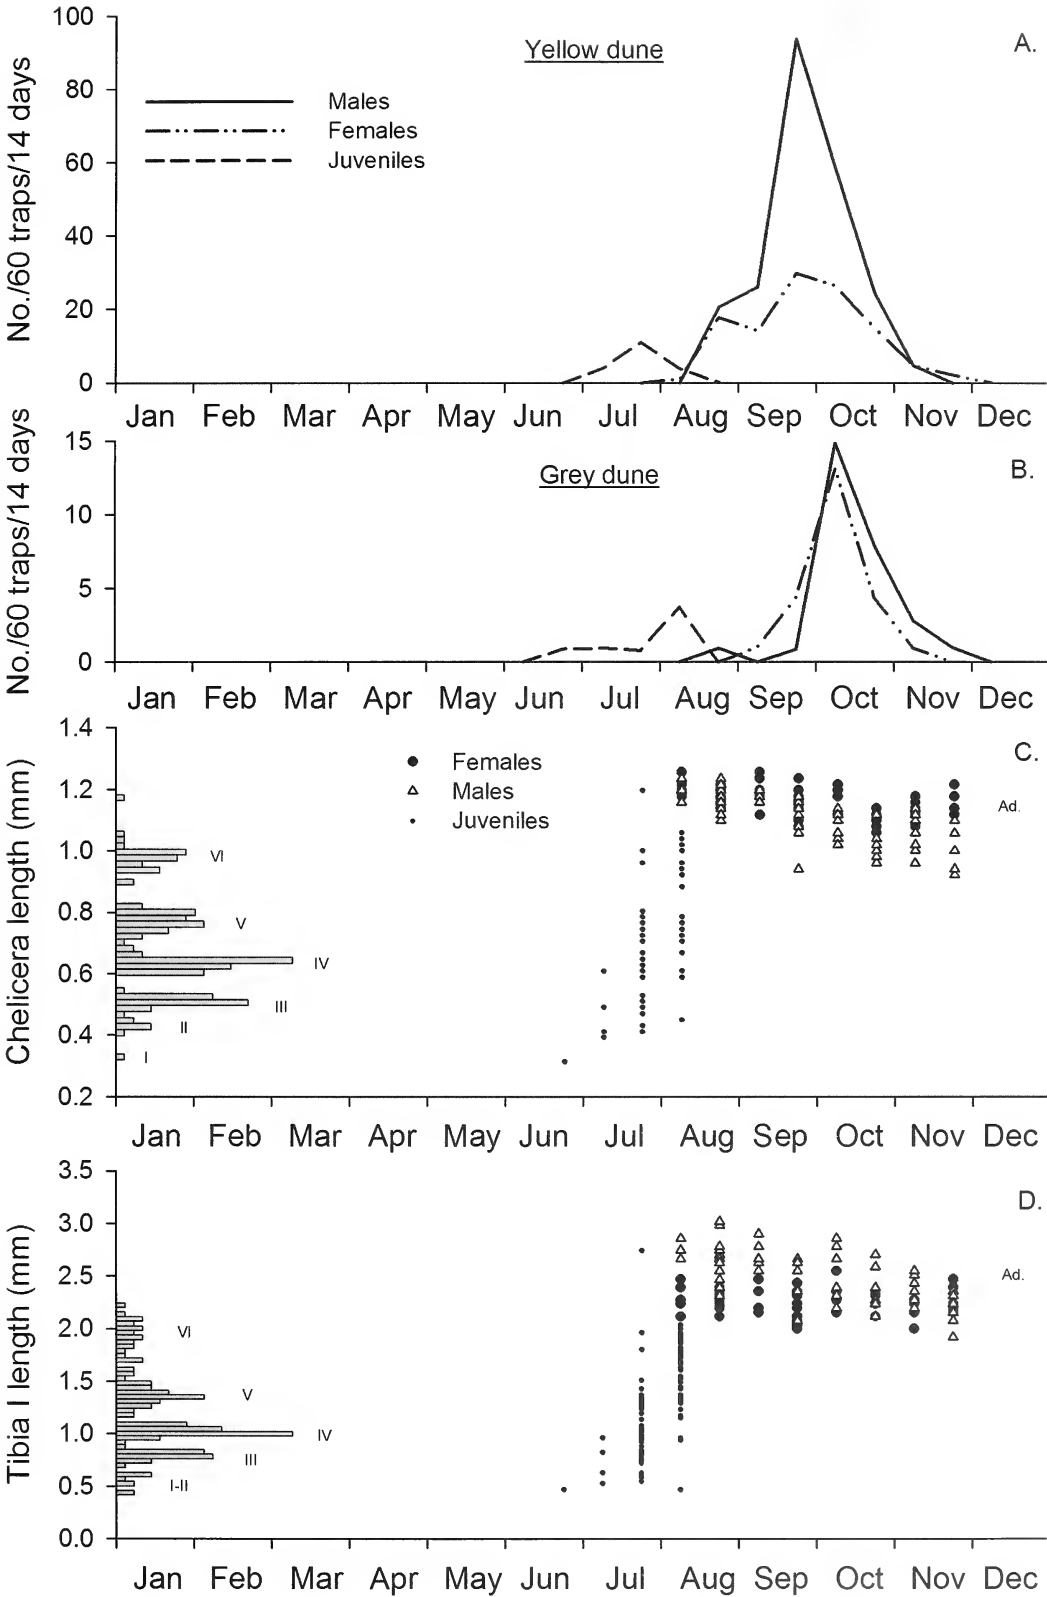 100
80
60
40
20
0
No./60 traps/14 days
Yellow dune
A.
Males
Females
Juveniles
Jan Feb Mar Apr May Jun Jul Aug Sep Oct Nov Dec
15
10
5
0
No./60 traps/14 days
Grey dune
B.
Jan Feb Mar Apr May Jun Jul Aug Sep Oct Nov Dec
1.4
1.2
1.0
0.8
0.6
0.4
0.2
Chelicera length (mm)
C.
Females
Males
Juveniles
Ad.
VI
V
IV
III
II
I
Jan Feb Mar Apr May Jun Jul Aug Sep Oct Nov Dec
3.5
3.0
2.5
2.0
1.5
1.0
0.5
0.0
Tibia I length (mm)
D.
Ad.
VI
V
IV
III
I-II
Jan Feb Mar Apr May Jun Jul Aug Sep Oct Nov Dec